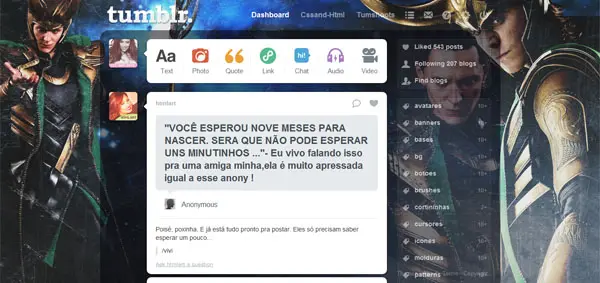 tumblr.
Dashboard
Cssand-Html
Tumshoots
Text
Photo
Quote
Link
Chat
Audio
Video
Aa
hi!
"VOCÊ ESPEROU NOVE MESES PARA
NASCER. SERA QUE NÃO PODE ESPERAR
UNS MINUTINHOS ..."- Eu vivo falando isso
pra uma amiga minha,ela é muito apressada
igual a esse anony !
Anonymous
Poisé, poxinha. E já está tudo pronto pra postar. Eles só precisam saber
esperar um pouco...
/vivi
a question
Liked 543 posts
Following 207 blogs
Find blogs
avatares
banners
bases
bg
botoes
brushes
cortininhas
cursores
icones
molduras
patterns